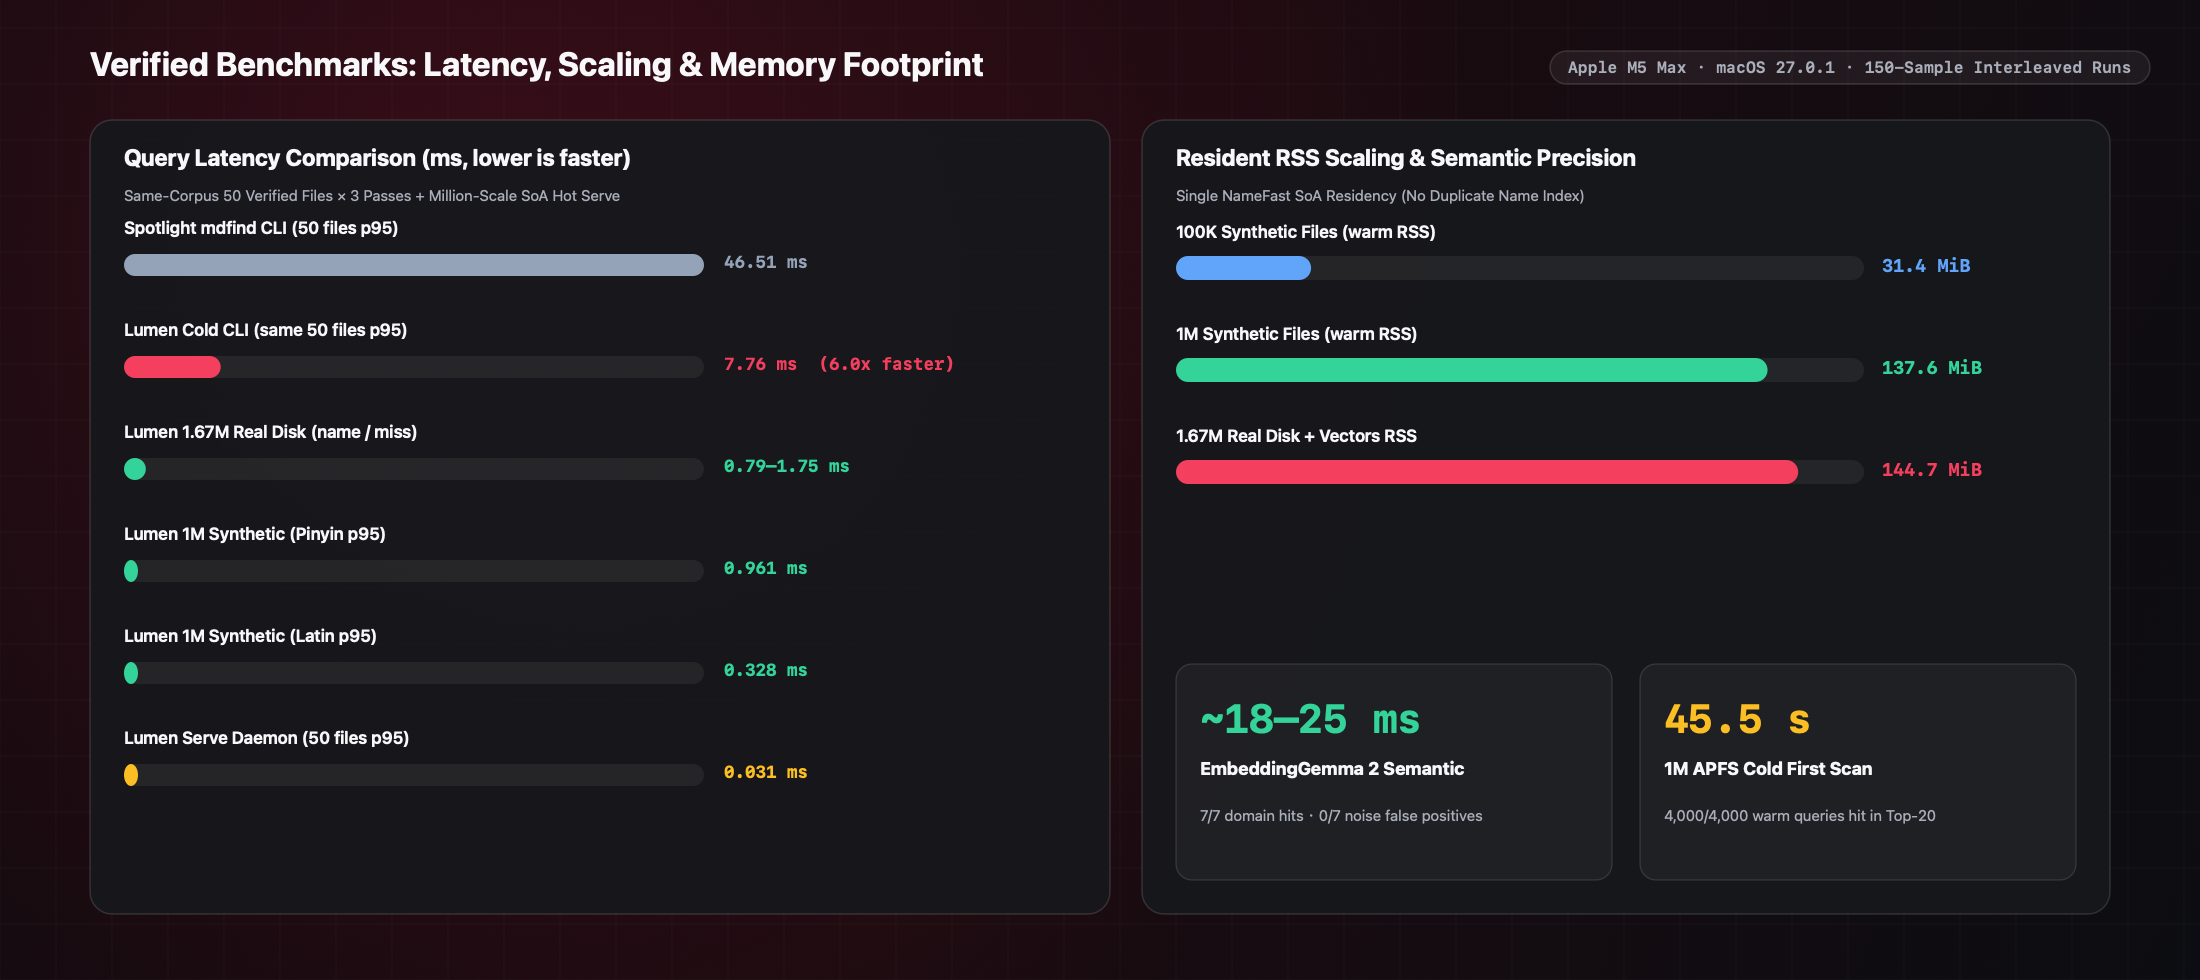 Verified Benchmarks: Latency, Scaling & Memory Footprint
Apple M5 Max · macOS 27.0.1 · 150–Sample Interleaved Runs
Query Latency Comparison (ms, lower is faster)
Same-Corpus 50 Verified Files × 3 Passes + Million-Scale SoA Hot Serve
Spotlight mdfind CLI (50 files p95)
46.51 ms
Lumen Cold CLI (same 50 files p95)
7.76 ms (6.0x faster)
Lumen 1.67M Real Disk (name / miss)
0.79–1.75 ms
Lumen 1M Synthetic (Pinyin p95)
0.961 ms
Lumen 1M Synthetic (Latin p95)
0.328 ms
Lumen Serve Daemon (50 files p95)
0.031 ms
Resident RSS Scaling & Semantic Precision
Single NameFast SoA Residency (No Duplicate Name Index)
100K Synthetic Files (warm RSS)
31.4 MiB
1M Synthetic Files (warm RSS)
137.6 MiB
1.67M Real Disk + Vectors RSS
144.7 MiB
~18–25 ms
EmbeddingGemma 2 Semantic
7/7 domain hits · 0/7 noise false positives
45.5 s
1M APFS Cold First Scan
4,000/4,000 warm queries hit in Top-20